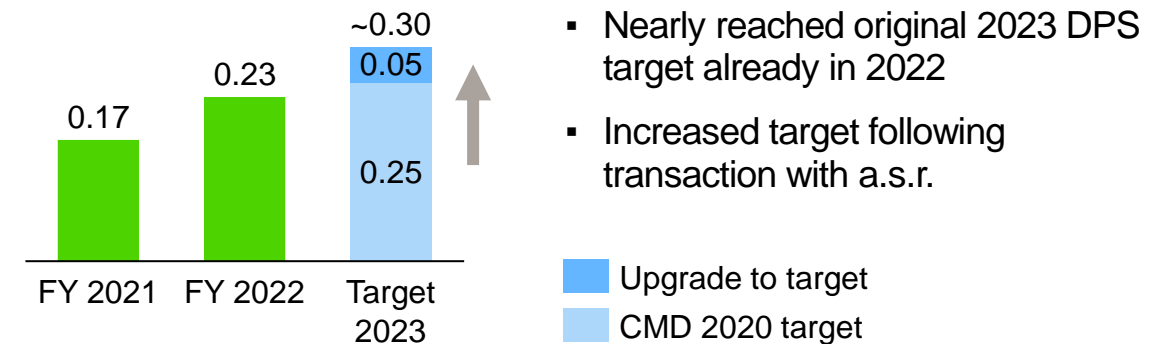 ~0.30
0.05
0.23
0.17
0.25
FY 2021
FY 2022
Target
2023
▪ Nearly reached original 2023 DPS
target already in 2022
▪ Increased target following
transaction with a.s.r.
Upgrade to target
CMD 2020 target